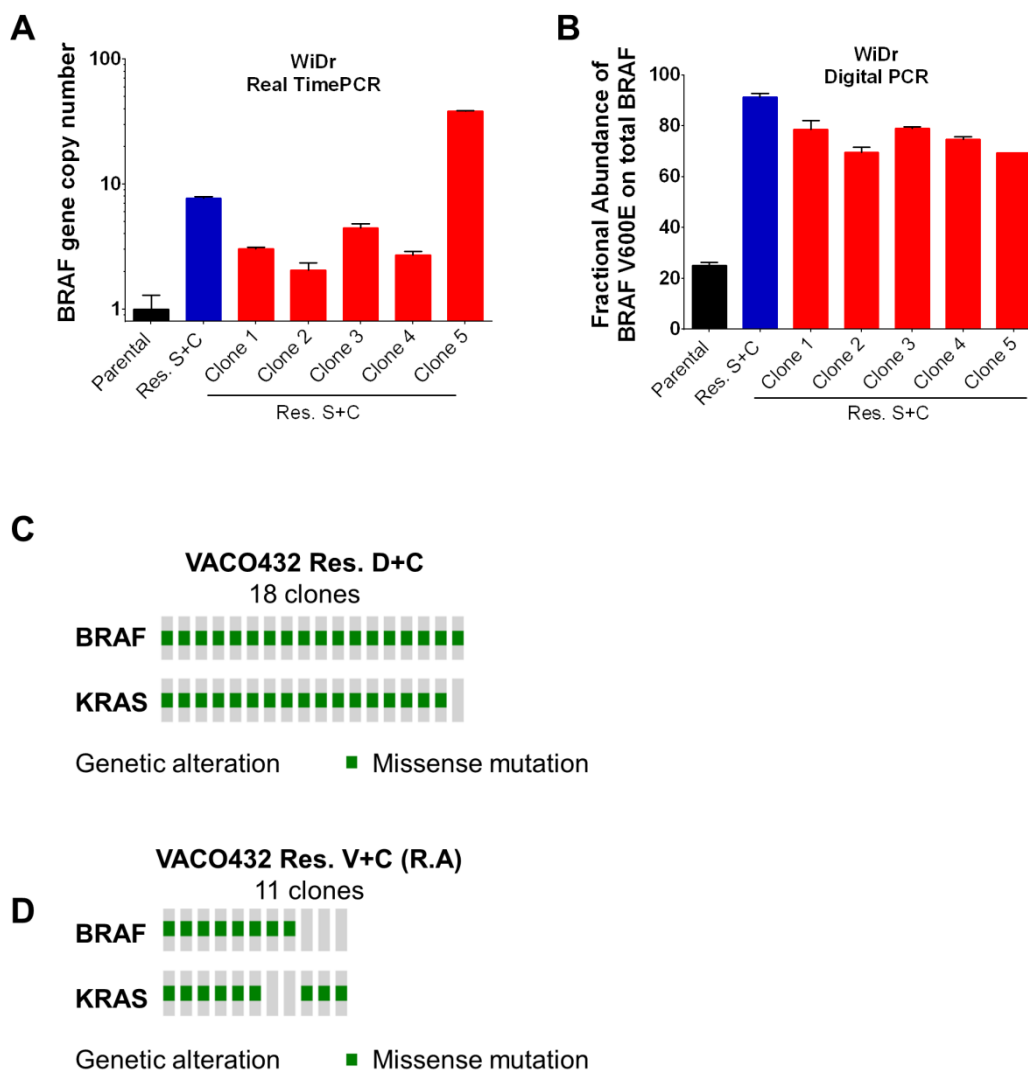 A
WiDr
Real TimePCR
BRAF gene copy number
100
10
1
Parental
Res. S+C
Clone 1
Clone 2
Clone 3
Clone 4
Clone 5
Res. S+C
B
WiDr
Digital PCR
Fractional Abundance of
BRAF V600E on total BRAF
100
80
60
40
20
0
Parental
Res. S+C
Clone 1
Clone 2
Clone 3
Clone 4
Clone 5
Res. S+C
C
VACO432 Res. D+C
18 clones
BRAF
KRAS
Genetic alteration Missense mutation
VACO432 Res. V+C (R.A)
11 clones
D
BRAF
KRAS
Genetic alteration Missense mutation